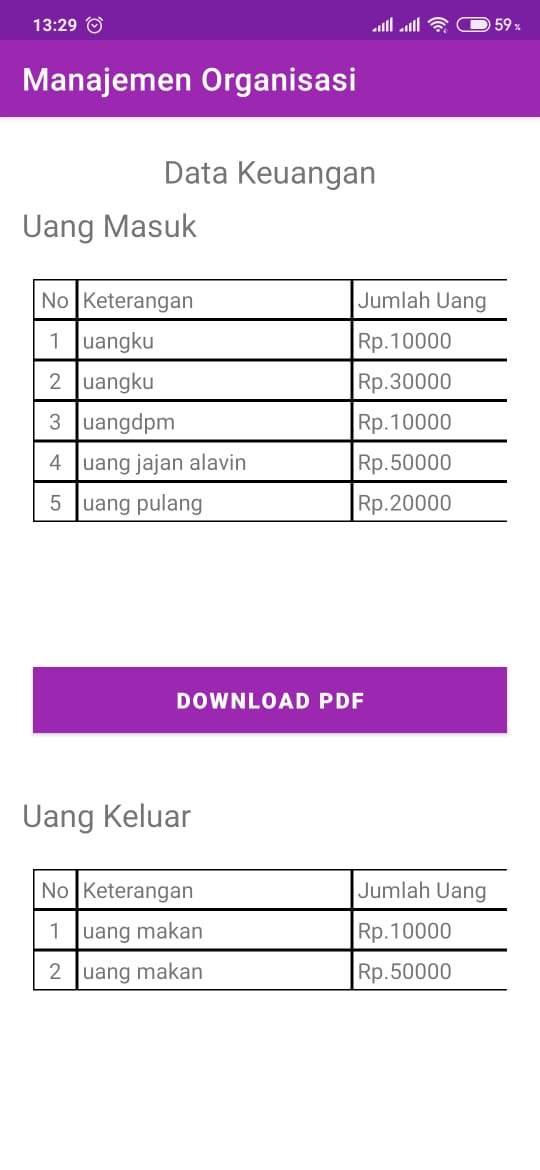 13:29 59%
Manajemen Organisasi
Data Keuangan
Uang Masuk
No Keterangan Jumlah Uang
1 uangku Rp.10000
2 uangku Rp.30000
3 uangdpm Rp.10000
4 uang jajan alavin Rp.50000
5 uang pulang Rp.20000
DOWNLOAD PDF
Uang Keluar
No Keterangan Jumlah Uang
1 uang makan Rp.10000
2 uang makan Rp.50000